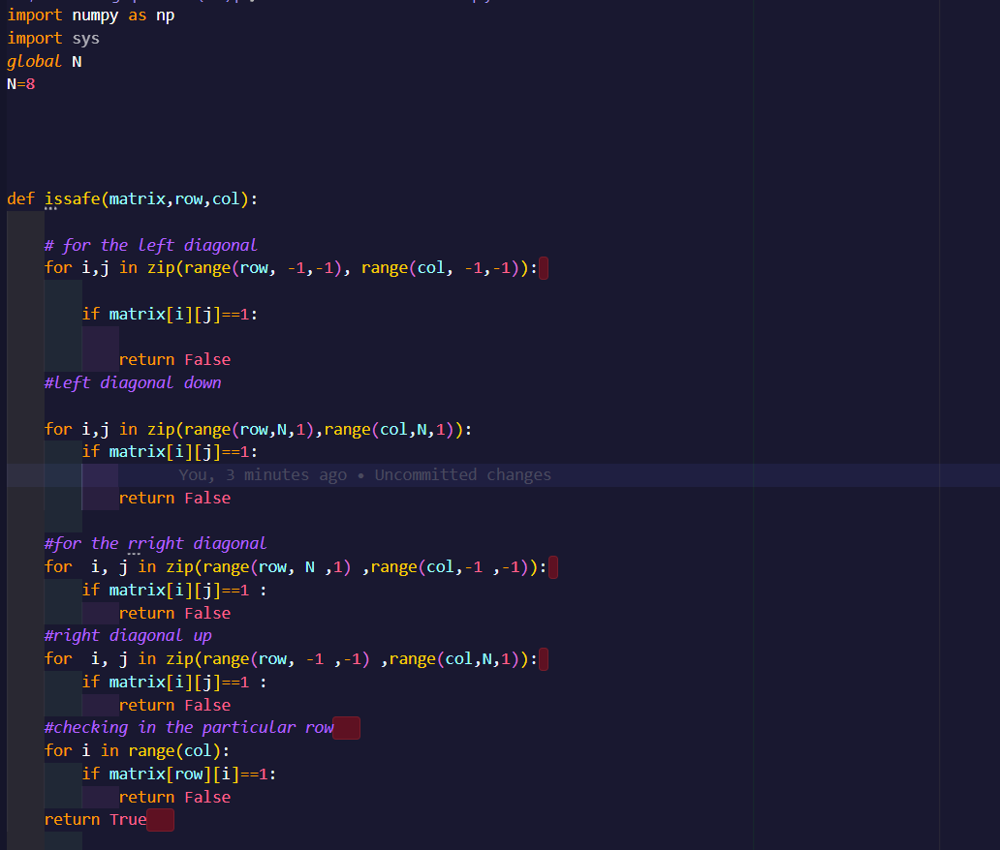 import numpy as np
import sys
global N
N=8
def issafe(matrix,row,col):
# for the left diagonal
for i,j in zip(range(row, -1,-1), range(col, -1,-1)):
if matrix[i][j]==1:
return False
#left diagonal down
for i,j in zip(range(row,N,1),range(col,N,1)):
if matrix[i][j]==1:
You, 3 minutes ago • Uncommitted changes
return False
#for the rright diagonal
for  i, j in zip(range(row, N ,1) ,range(col,-1 ,-1)):
if matrix[i][j]==1 :
return False
#right diagonal up
for  i, j in zip(range(row, -1 ,-1) ,range(col,N,1)):
if matrix[i][j]==1 :
return False
#checking in the particular row
for i in range(col):
if matrix[row][i]==1:
return False
return True